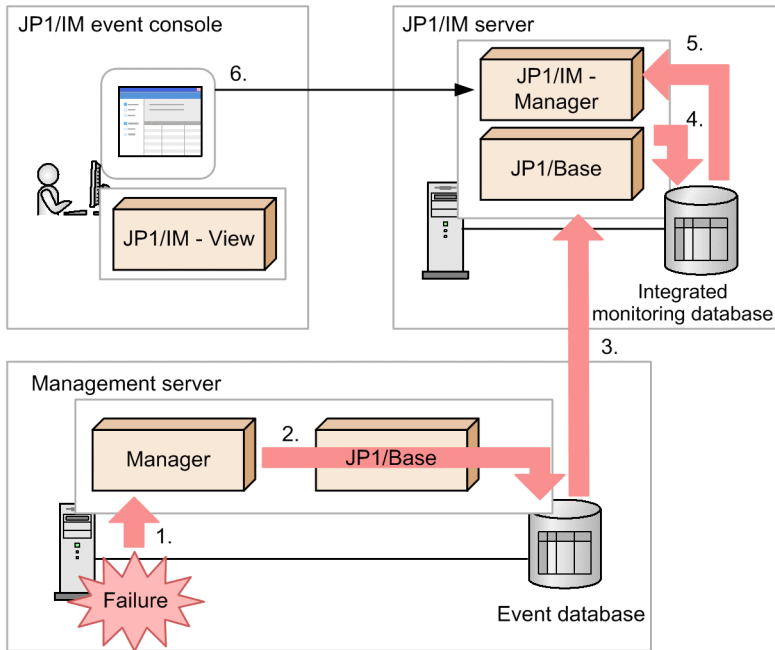 JP1/IM event console
6.
JP1/IM - View
JP1/IM server
JP1/IM -
Manager
5.
4.
JP1/Base
Integrated
monitoring database
3.
Management server
Manager
2.
JP1/Base
1.
Failure
Event database